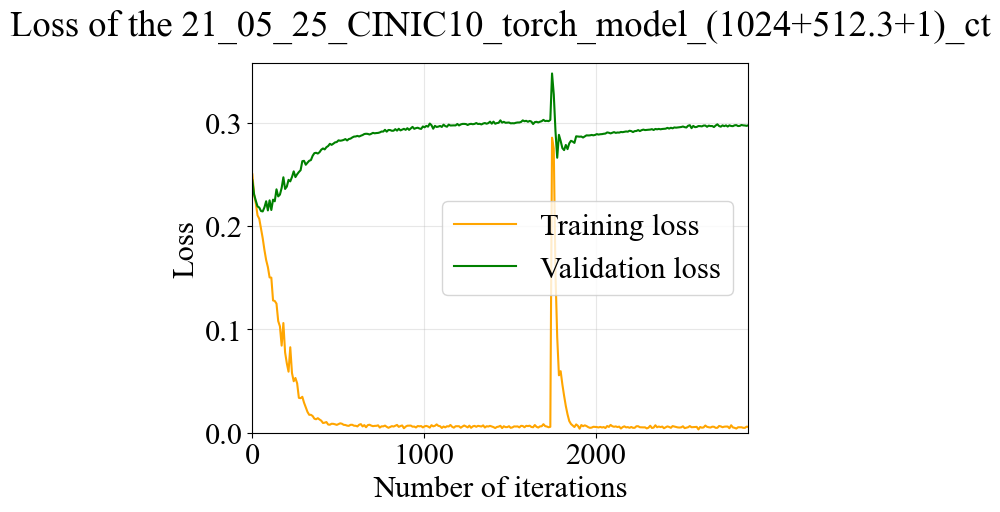 Loss of the 21_05_25_CINIC10_torch_model_(1024+512.3+1)_ct
0.3
0.2
0.1
0.0
Loss
Training loss
Validation loss
0 1000 2000
Number of iterations